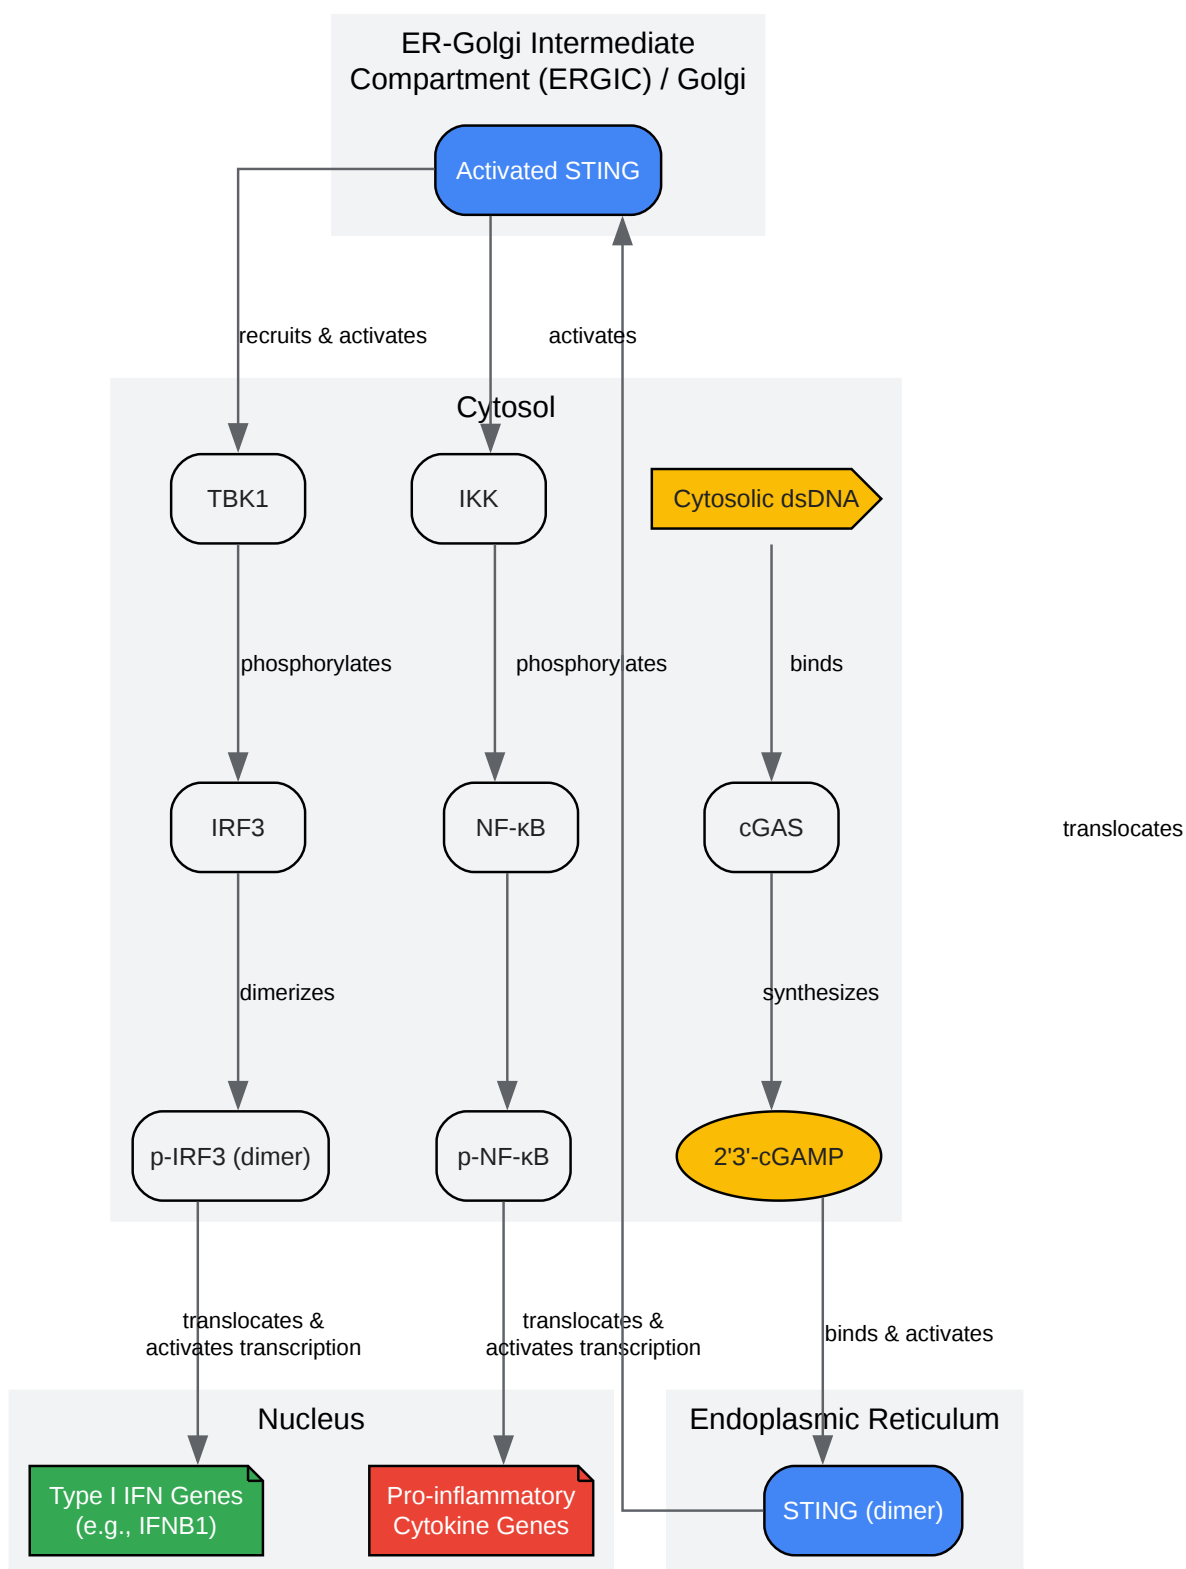 ER-Golgi Intermediate
Compartment (ERGIC) / Golgi
Activated STING
recruits & activates
activates
Cytosol
TBK1
IKK
Cytosolic dsDNA
phosphorylates
phosphorylates
binds
IRF3
NF-κB
cGAS
translocates
dimerizes
synthesizes
p-IRF3 (dimer)
p-NF-κB
2'3'-cGAMP
translocates &
activates transcription
translocates &
activates transcription
binds & activates
Nucleus
Endoplasmic Reticulum
Type I IFN Genes
(e.g., IFNB1)
Pro-inflammatory
Cytokine Genes
STING (dimer)